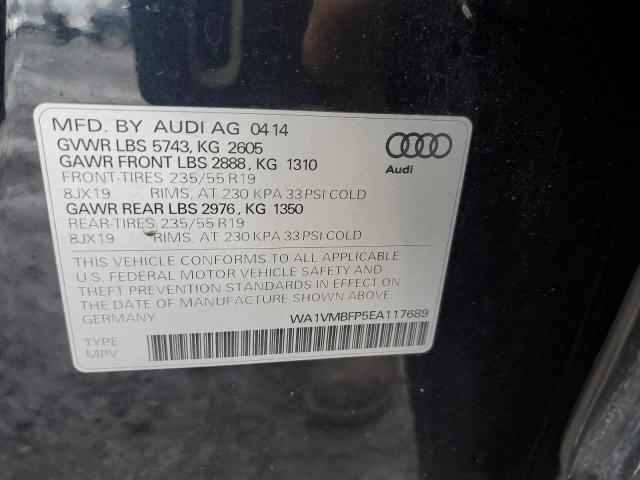 MFD. BY AUDI AG 04 14
GVWR LBS 5743, KG 2605
GAWR FRONT LBS 2888, KG 1310
FRONT-TIRES 235/55 R19
8JX19 RIMS, AT 230 KPA 33 PSI COLD
GAWR REAR LBS 2976, KG 1350
REAR-TIRES 235/55 R19
8JX19 RIMS, AT 230 KPA 33 PSI COLD
Audi
THIS VEHICLE CONFORMS TO ALL APPLICABLE
U.S. FEDERAL MOTOR VEHICLE SAFETY AND
THEFT PREVENTION STANDARDS IN EFFECT ON
THE DATE OF MANUFACTURE SHOWN ABOVE.
GERMANY WA1VMBFP5EA117689
TYPE
MPV